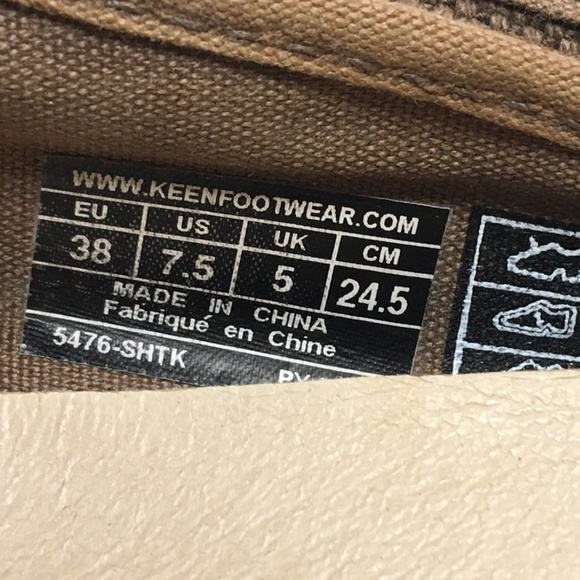 WWW.KEENFOOTWEAR.COM
EU US UK CM
38 7.5 5 24.5
MADE IN CHINA
Fabriqué en Chine
5476-SHTK